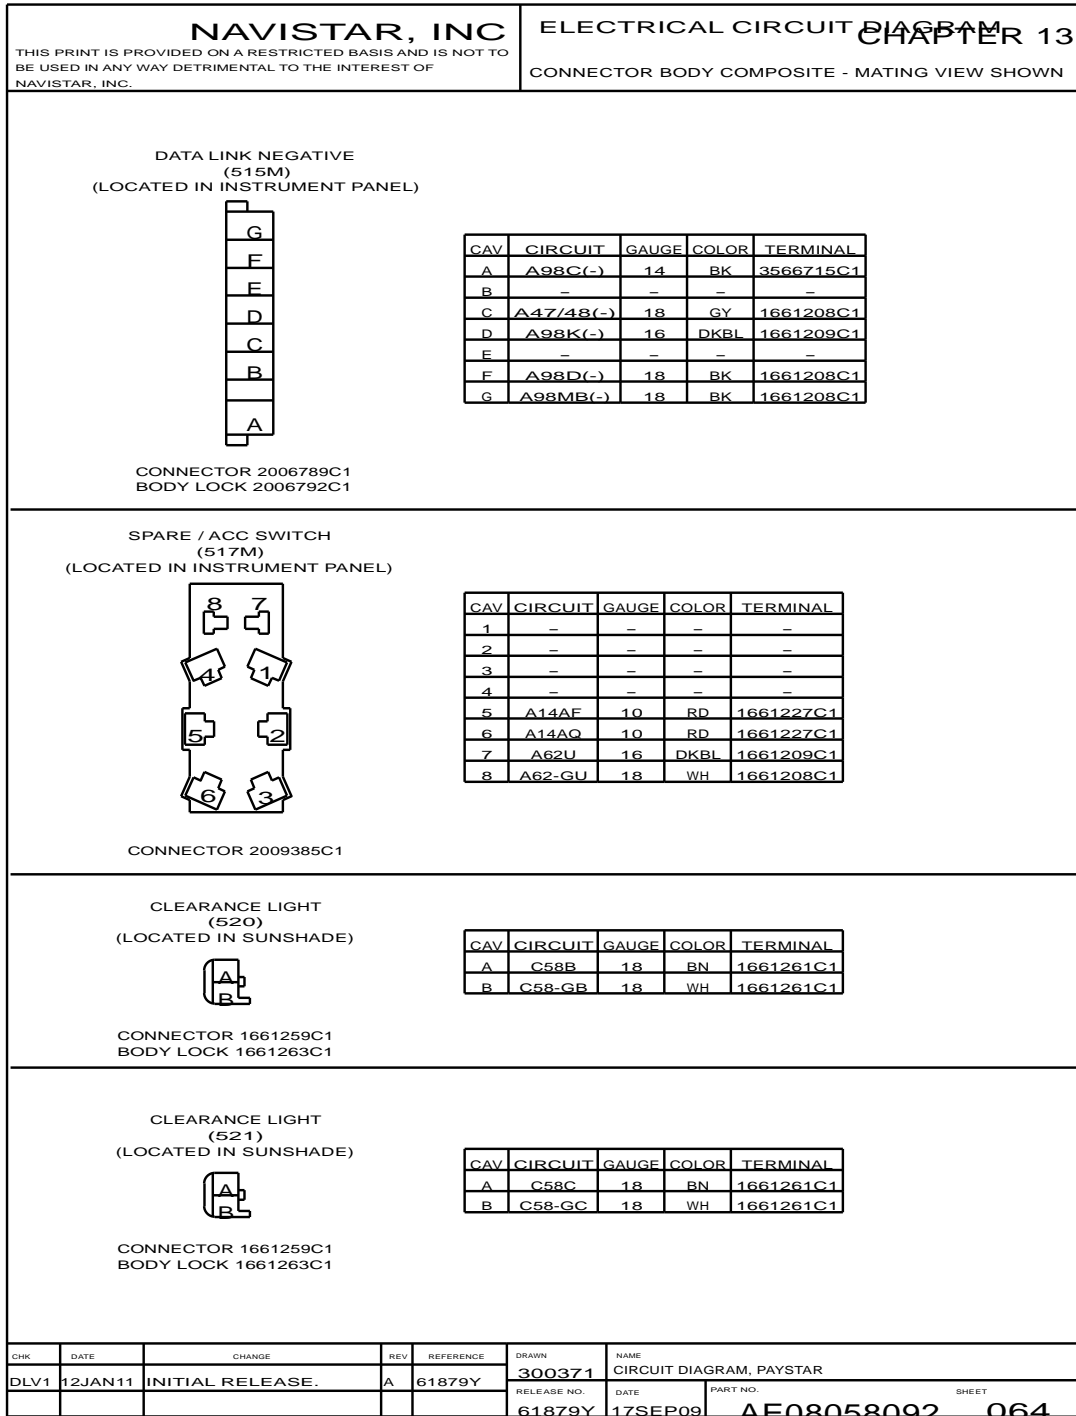 NAVISTAR, INC
THIS PRINT IS PROVIDED ON A RESTRICTED BASIS AND IS NOT TO
BE USED IN ANY WAY DETRIMENTAL TO THE INTEREST OF
NAVISTAR, INC.
ELECTRICAL CIRCUIT DIAGRAM
CHAPTER 13
CONNECTOR BODY COMPOSITE - MATING VIEW SHOWN
DATA LINK NEGATIVE
(515M)
(LOCATED IN INSTRUMENT PANEL)
G
F
E
D
C
B
A
CONNECTOR 2006789C1
BODY LOCK 2006792C1
CAV CIRCUIT GAUGE COLOR TERMINAL
A A98C(-) 14 BK 3566715C1
B – – – –
C A47/48(-) 18 GY 1661208C1
D A98K(-) 16 DKBL 1661209C1
E – – – –
F A98D(-) 18 BK 1661208C1
G A98MB(-) 18 BK 1661208C1
SPARE / ACC SWITCH
(517M)
(LOCATED IN INSTRUMENT PANEL)
8 7
4 1
5 2
6 3
CONNECTOR 2009385C1
CAV CIRCUIT GAUGE COLOR TERMINAL
1 – – – –
2 – – – –
3 – – – –
4 – – – –
5 A14AF 10 RD 1661227C1
6 A14AQ 10 RD 1661227C1
7 A62U 16 DKBL 1661209C1
8 A62-GU 18 WH 1661208C1
CLEARANCE LIGHT
(520)
(LOCATED IN SUNSHADE)
A
B
CONNECTOR 1661259C1
BODY LOCK 1661263C1
CAV CIRCUIT GAUGE COLOR TERMINAL
A C58B 18 BN 1661261C1
B C58-GB 18 WH 1661261C1
CLEARANCE LIGHT
(521)
(LOCATED IN SUNSHADE)
A
B
CONNECTOR 1661259C1
BODY LOCK 1661263C1
CAV CIRCUIT GAUGE COLOR TERMINAL
A C58C 18 BN 1661261C1
B C58-GC 18 WH 1661261C1
CHK DATE CHANGE REV REFERENCE
DLV1 12JAN11 INITIAL RELEASE. A 61879Y
DRAWN
300371
NAME
CIRCUIT DIAGRAM, PAYSTAR
RELEASE NO. DATE PART NO. SHEET
61879Y 17SEP09 AE08058092 064